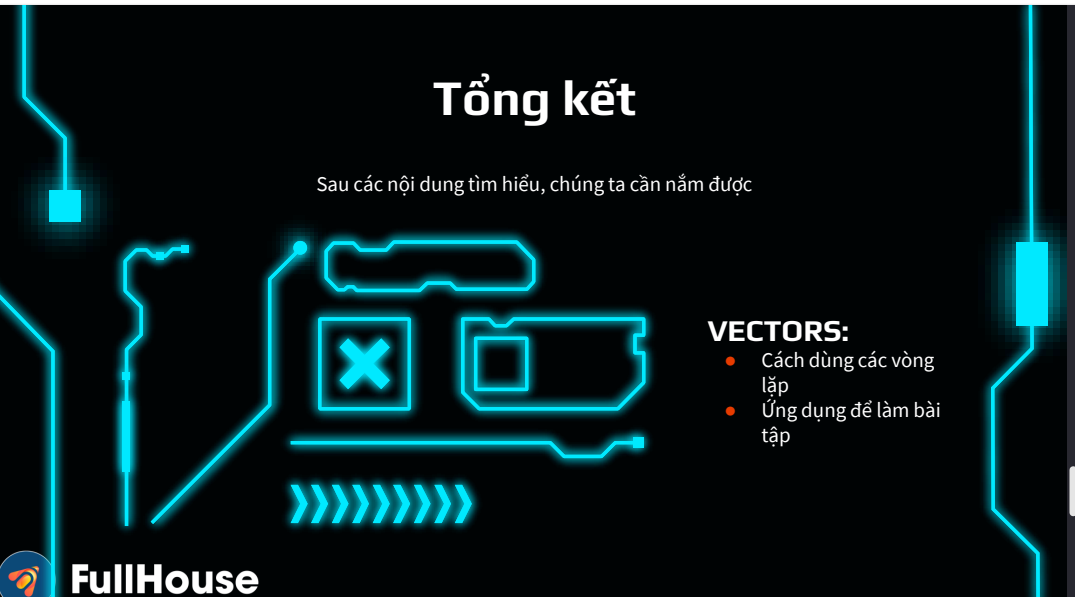 Tổng kết
Sau các nội dung tìm hiểu, chúng ta cần nắm được
VECTORS:
Cách dùng các vòng
lặp
Ứng dụng để làm bài
tập
FullHouse